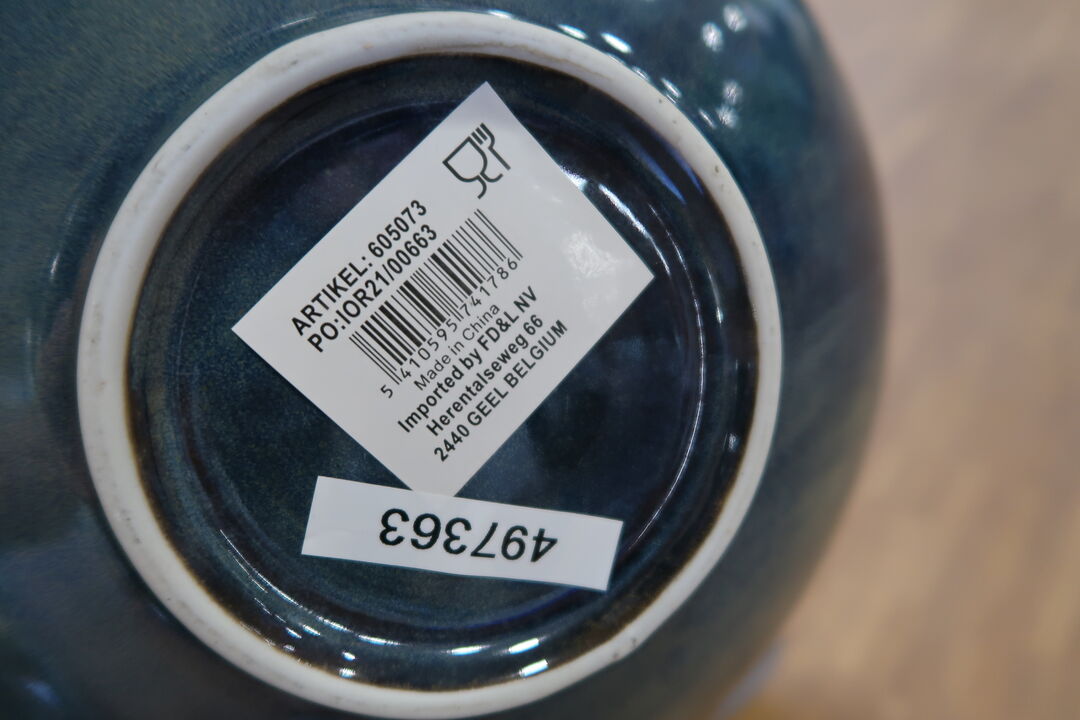 ARTIKEL: 605073
PO:IOR21/00663
5 410595 741786
Made in China
Imported by FD&L NV
Herentalseweg 66
2440 GEEL BELGIUM
497363